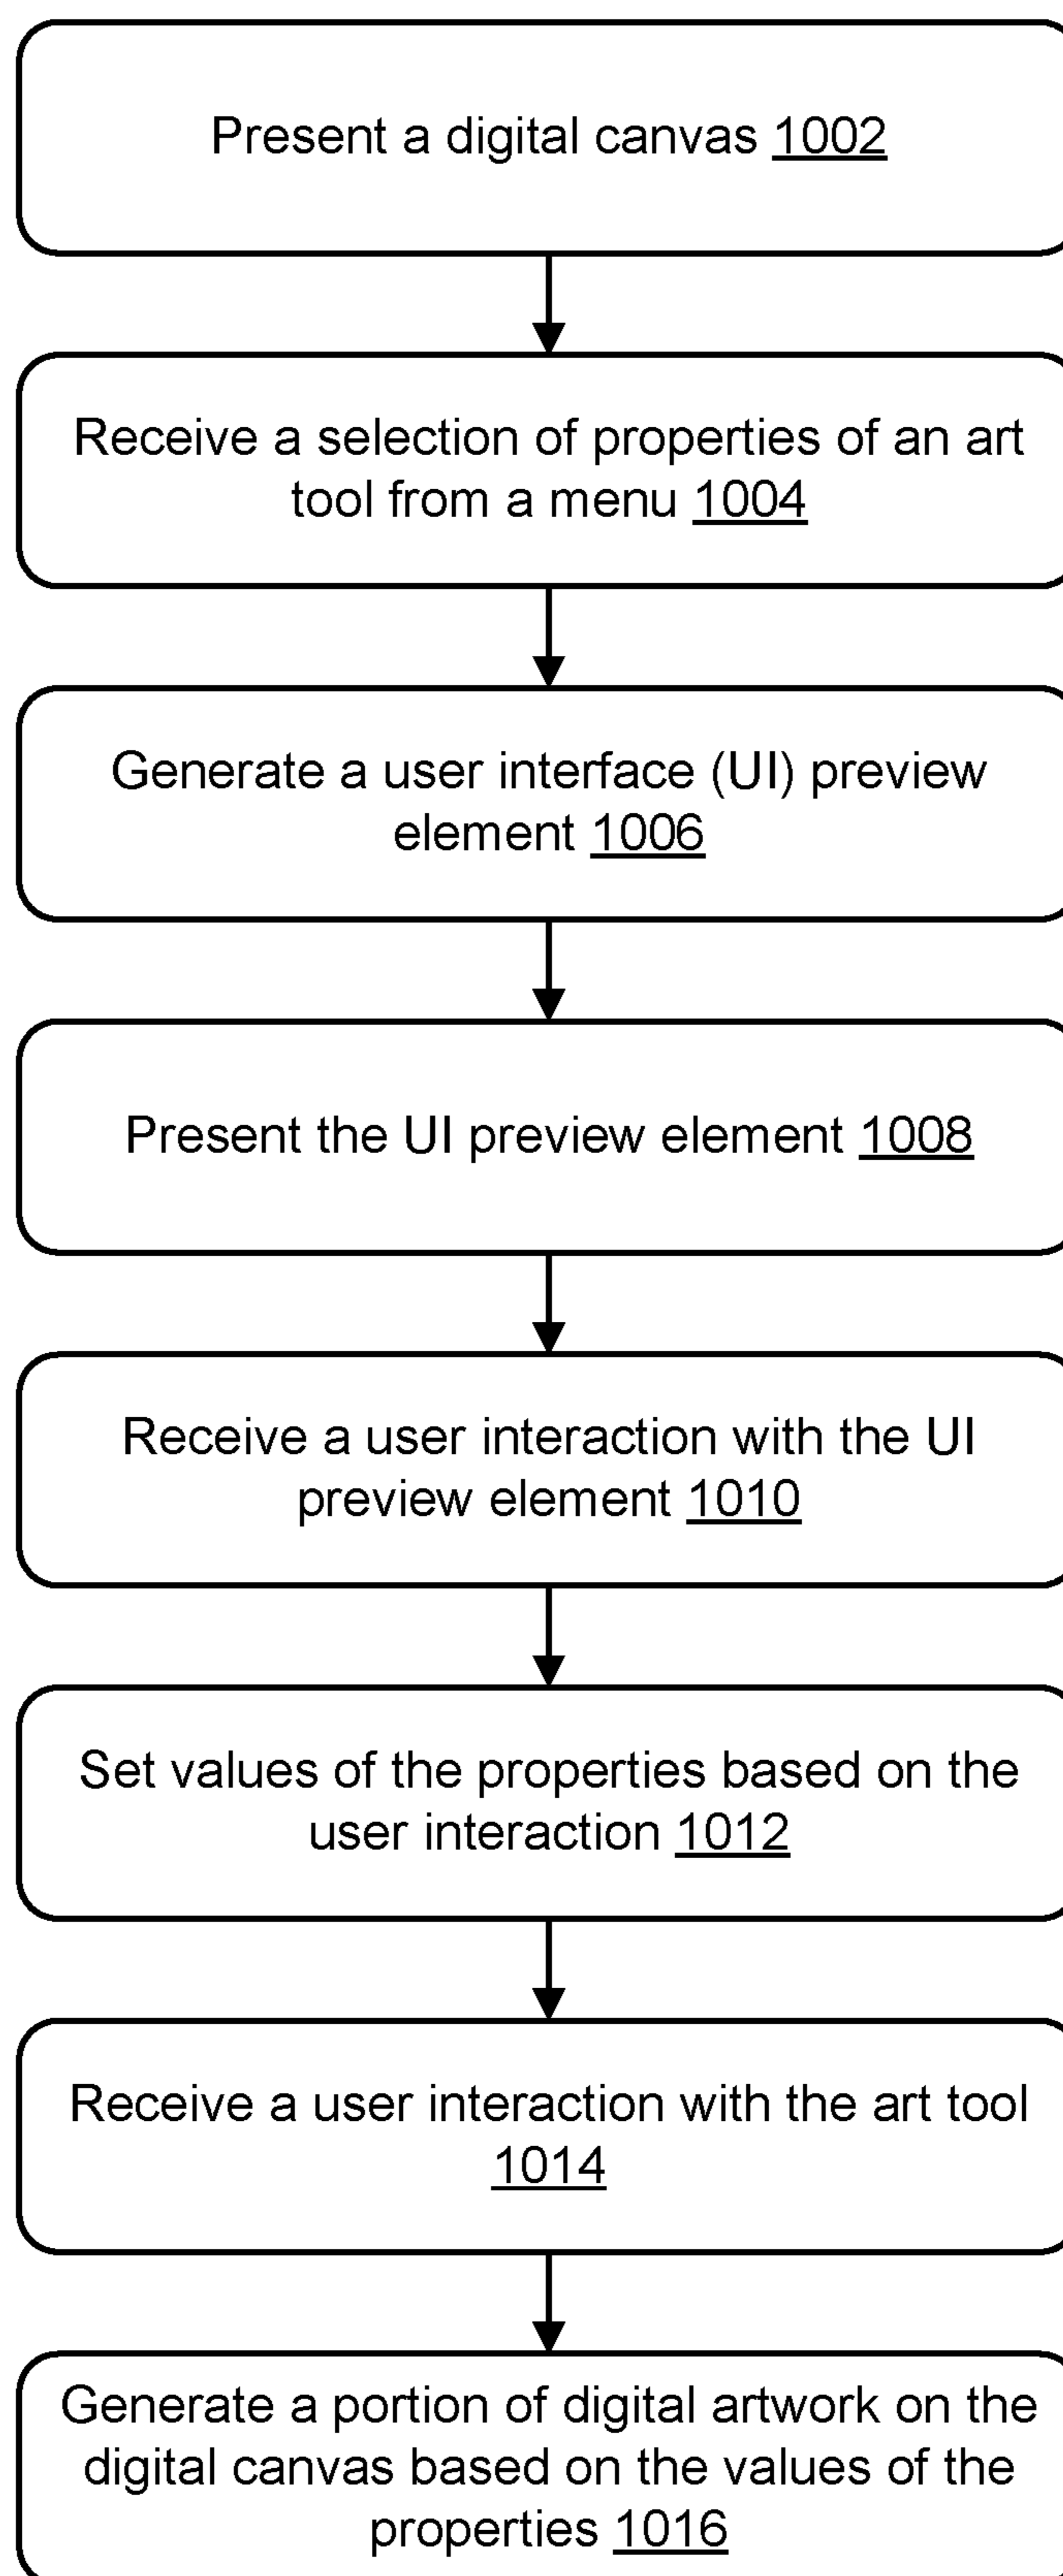 Present a digital canvas 1002
Receive a selection of properties of an art
tool from a menu 1004
Generate a user interface (UI) preview
element 1006
Present the UI preview element 1008
Receive a user interaction with the UI
preview element 1010
Set values of the properties based on the
user interaction 1012
Receive a user interaction with the art tool
1014
Generate a portion of digital artwork on the
digital canvas based on the values of the
properties 1016